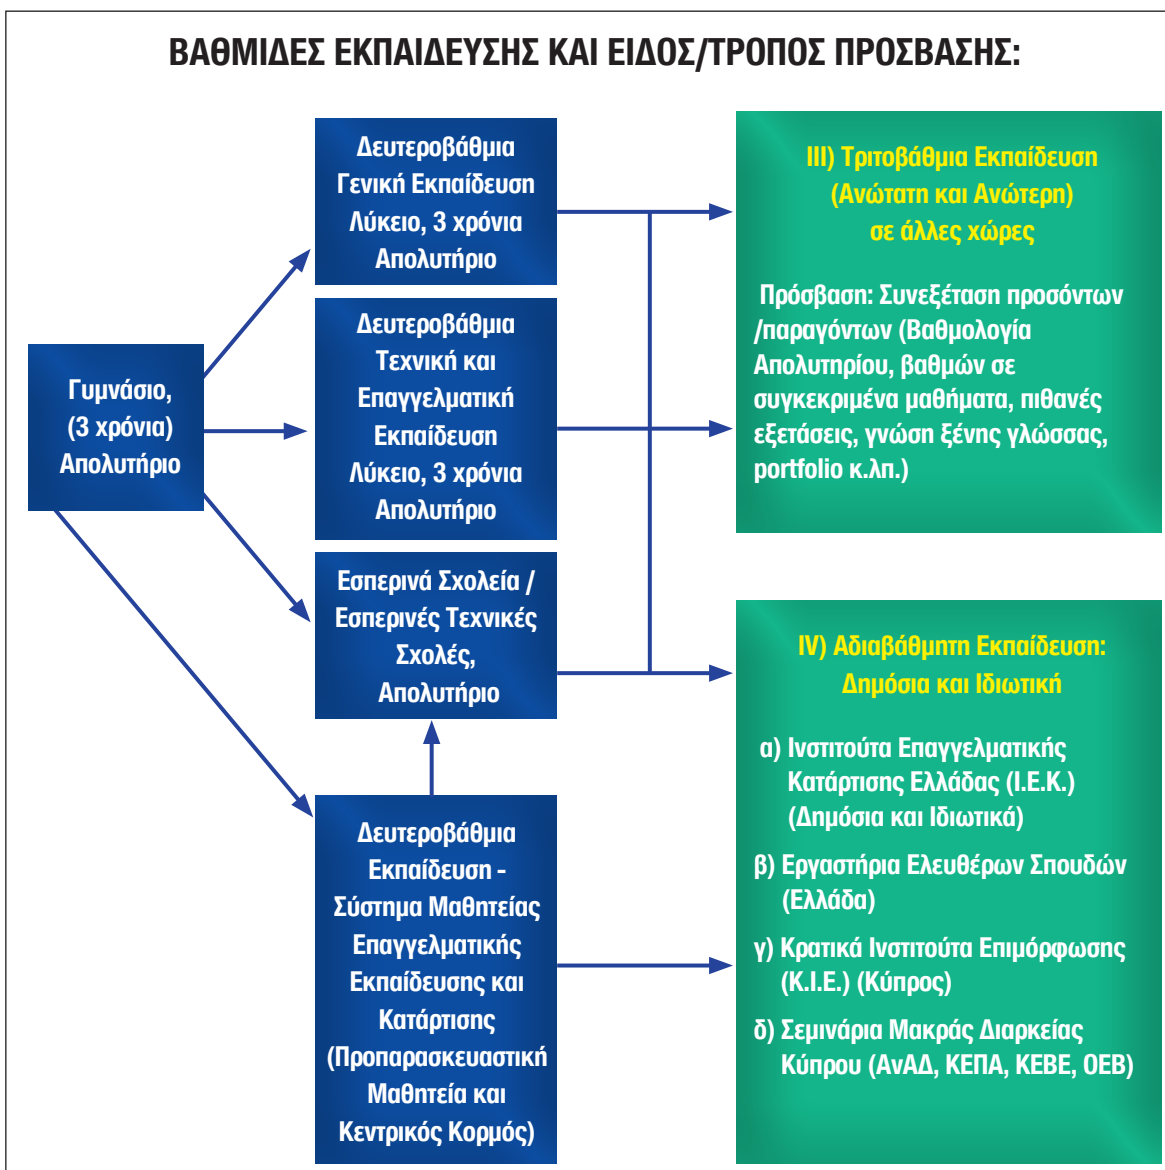 ΒΑΘΜΙΔΕΣ ΕΚΠΑΙΔΕΥΣΗΣ ΚΑΙ ΕΙΔΟΣ/ΤΡΟΠΟΣ ΠΡΟΣΒΑΣΗΣ:
Γυμνάσιο,
(3 χρόνια)
Απολυτήριο
Δευτεροβάθμια
Γενική Εκπαίδευση
Λύκειο, 3 χρόνια
Απολυτήριο
Δευτεροβάθμια
Τεχνική και
Επαγγελματική
Εκπαίδευση
Λύκειο, 3 χρόνια
Απολυτήριο
Εσπερινά Σχολεία /
Εσπερινές Τεχνικές
Σχολές,
Απολυτήριο
Δευτεροβάθμια
Εκπαίδευση -
Σύστημα Μαθητείας
Επαγγελματικής
Εκπαίδευσης και
Κατάρτισης
(Προπαρασκευαστική
Μαθητεία και
Κεντρικός Κορμός)
III) Τριτοβάθμια Εκπαίδευση
(Ανώτατη και Ανώτερη)
σε άλλες χώρες
Πρόσβαση: Συνεξέταση προσόντων
/παραγόντων (Βαθμολογία
Απολυτηρίου, βαθμών σε
συγκεκριμένα μαθήματα, πιθανές
εξετάσεις, γνώση ξένης γλώσσας,
portfolio κ.λπ.)
IV) Αδιαβάθμητη Εκπαίδευση:
Δημόσια και Ιδιωτική
α) Ινστιτούτα Επαγγελματικής
Κατάρτισης Ελλάδας (Ι.Ε.Κ.)
(Δημόσια και Ιδιωτικά)
β) Εργαστήρια Ελευθέρων Σπουδών
(Ελλάδα)
γ) Κρατικά Ινστιτούτα Επιμόρφωσης
(Κ.Ι.Ε.) (Κύπρος)
δ) Σεμινάρια Μακράς Διαρκείας
Κύπρου (ΑνΑΔ, ΚΕΠΑ, ΚΕΒΕ, ΟΕΒ)